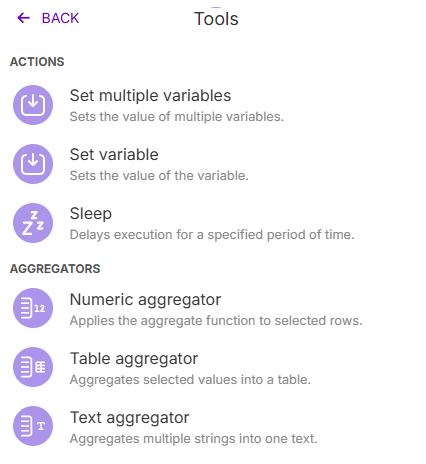 BACK
Tools
ACTIONS
Set multiple variables
Sets the value of multiple variables.
Set variable
Sets the value of the variable.
Sleep
Delays execution for a specified period of time.
AGGREGATORS
Numeric aggregator
Applies the aggregate function to selected rows.
Table aggregator
Aggregates selected values into a table.
Text aggregator
Aggregates multiple strings into one text.